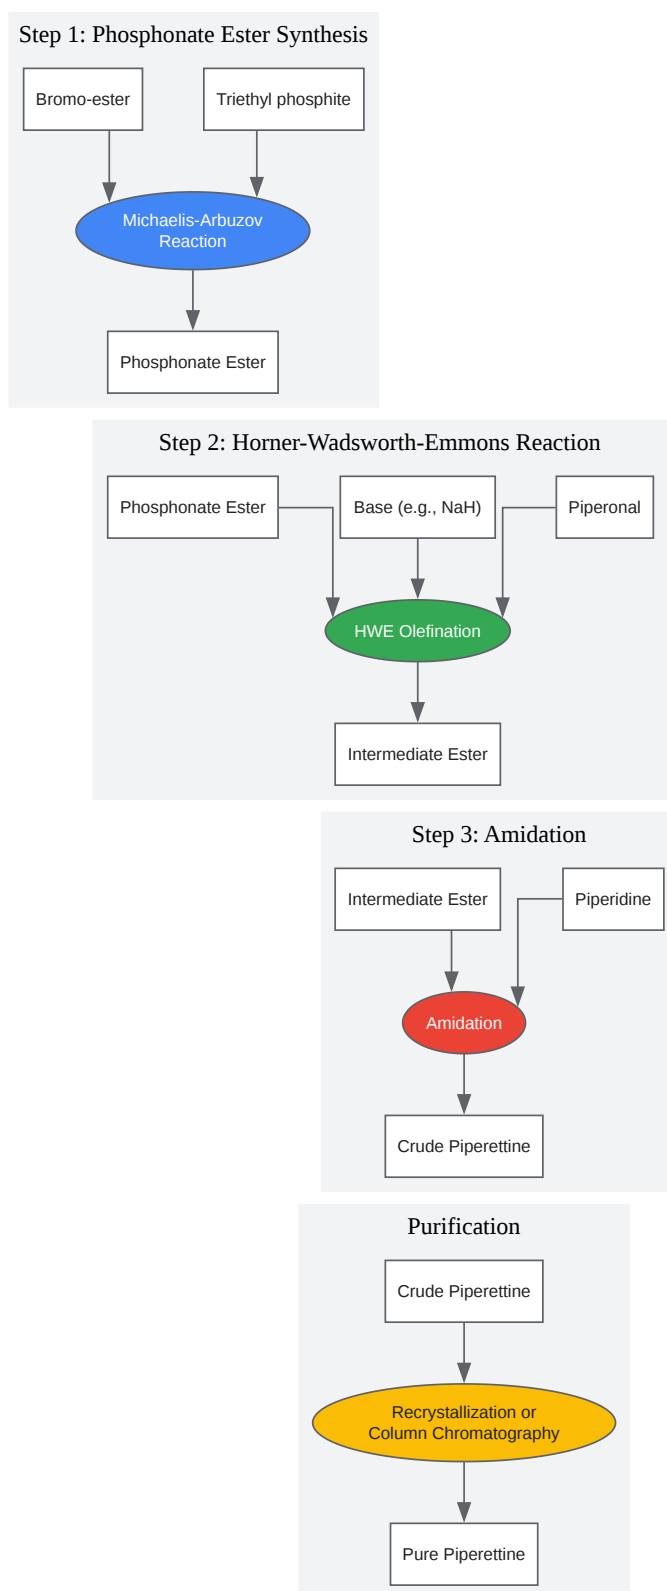 Step 1: Phosphonate Ester Synthesis
Bromo-ester
Triethyl phosphite
Michaelis-Arbuzov
Reaction
Phosphonate Ester
Step 2: Horner-Wadsworth-Emmons Reaction
Phosphonate Ester
Base (e.g., NaH)
Piperonal
HWE Olefination
Intermediate Ester
Step 3: Amidation
Intermediate Ester
Piperidine
Amidation
Crude Piperettine
Purification
Crude Piperettine
Recrystallization or
Column Chromatography
Pure Piperettine